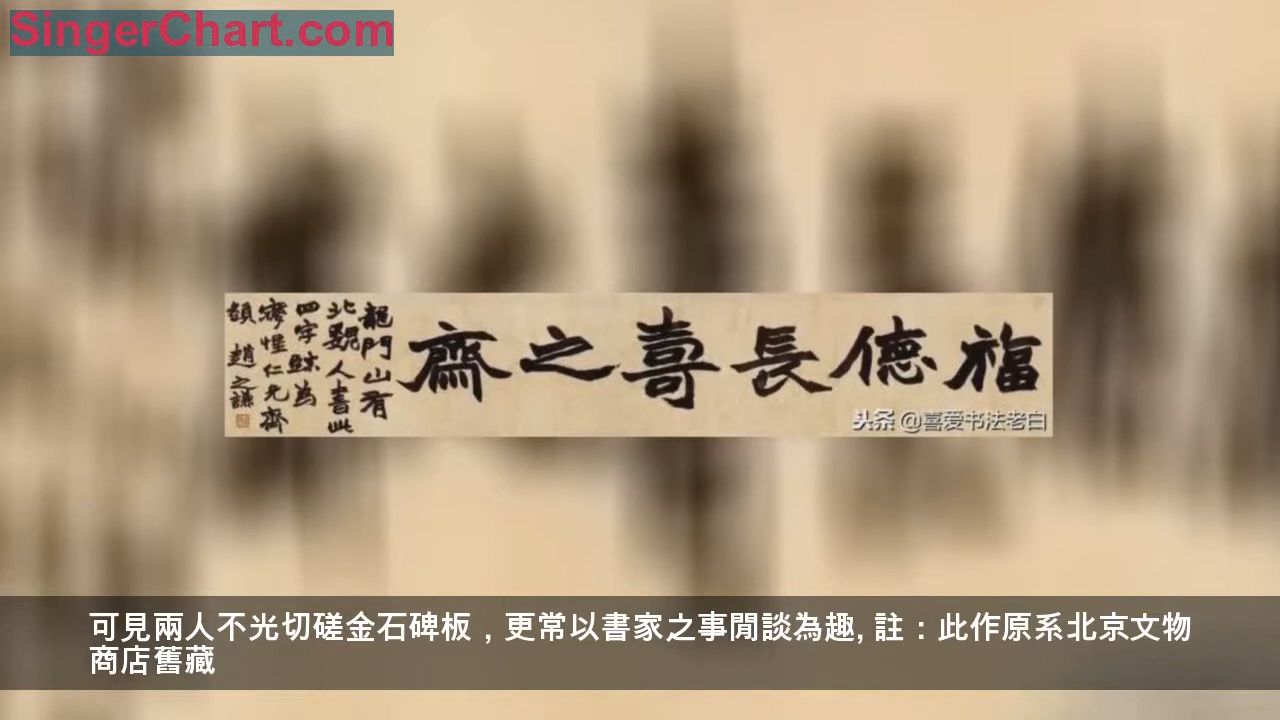 SingerChart.com
福德長壽之齋
龍門山有
北魏人書此
四字為
惺仁兄齋
額 趙之謙
头条 @喜爱书法老白
可見兩人不光切磋金石碑板，更常以書家之事閒談為趣, 註：此作原系北京文物
商店舊藏